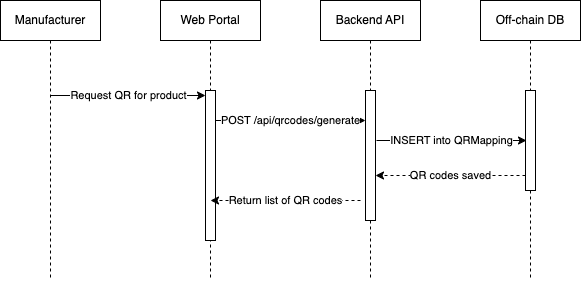 Manufacturer
Web Portal
Backend API
Off-chain DB
Request QR for product
POST /api/qrcodes/generate
INSERT into QRMapping
QR codes saved
Return list of QR codes